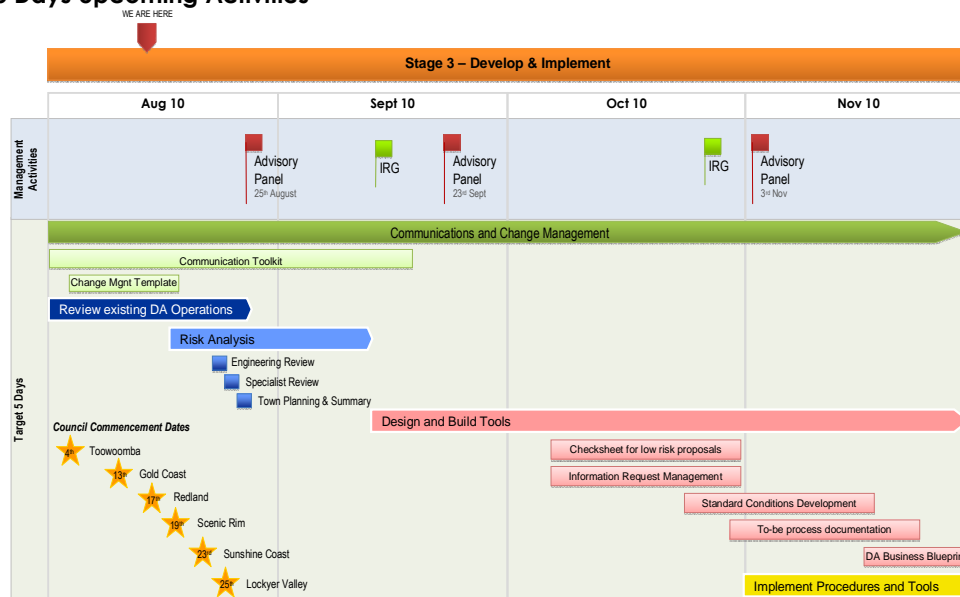 Days Upcoming Activities
WE ARE HERE
Stage 3 – Develop & Implement
Aug 10
Sept 10
Oct 10
Nov 10
Management
Activities
Advisory
Panel
25th August
IRG
Advisory
Panel
23rd Sept
IRG
Advisory
Panel
3rd Nov
Target 5 Days
Communications and Change Management
Communication Toolkit
Change Mgnt Template
Review existing DA Operations
Risk Analysis
Engineering Review
Specialist Review
Town Planning & Summary
Design and Build Tools
Council Commencement Dates
4th Toowoomba
13th Gold Coast
17th Redland
19th Scenic Rim
23rd Sunshine Coast
25th Lockyer Valley
Checksheet for low risk proposals
Information Request Management
Standard Conditions Development
To-be process documentation
DA Business Blueprin
Implement Procedures and Tools